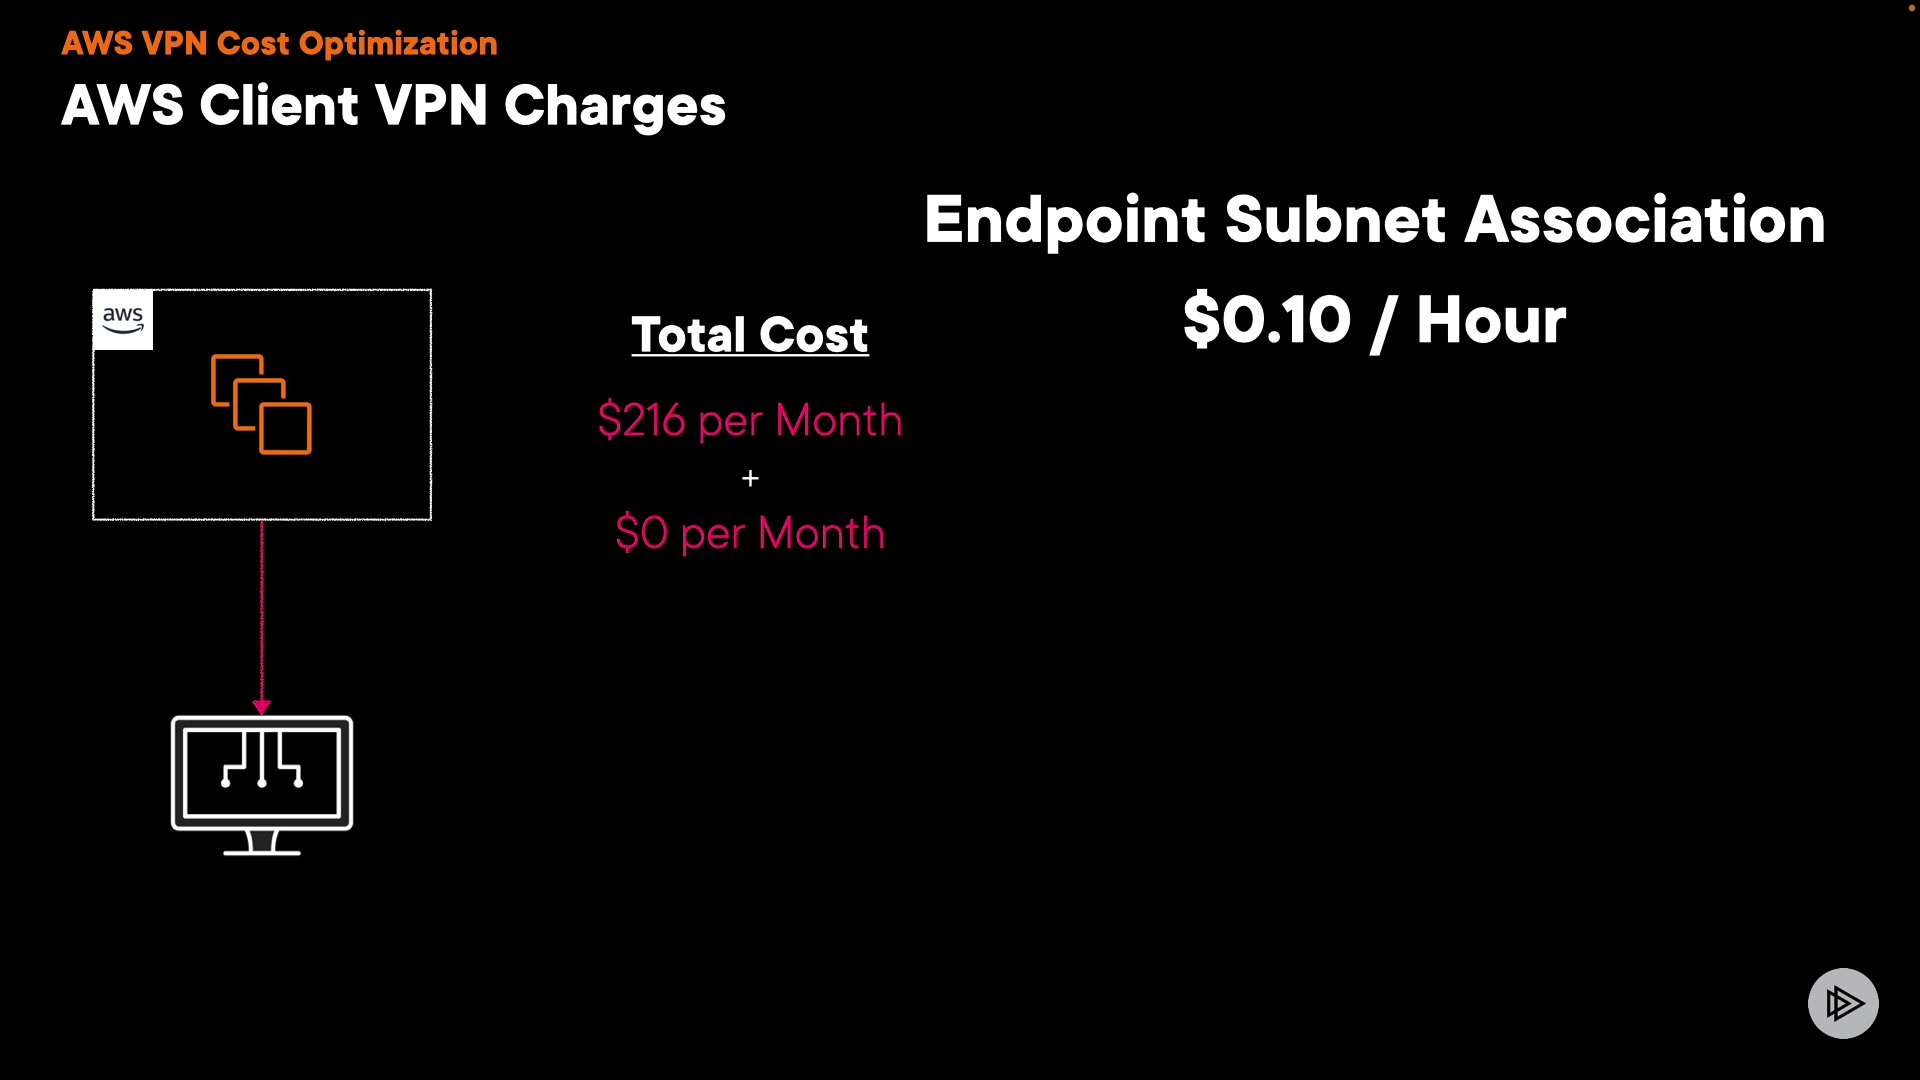 AWS VPN Cost Optimization
AWS Client VPN Charges
Endpoint Subnet Association
$0.10 / Hour
aws
Total Cost
$216 per Month
+
$0 per Month